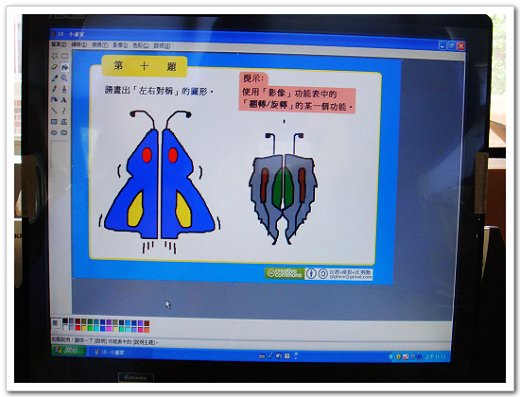 10 - 小畫家
檔案(F) 編輯(E) 檢視(V) 影像(I) 色彩(C) 說明(H)
第 十 題
請畫出「左右對稱」的圖形。
提示:
使用「影像」功能表中的
「翻轉/旋轉」的某一個功能。
creative
commons
如需說明，請按一下 [說明] 功能表中的 [說明主題]。
開始
10 - 小畫家